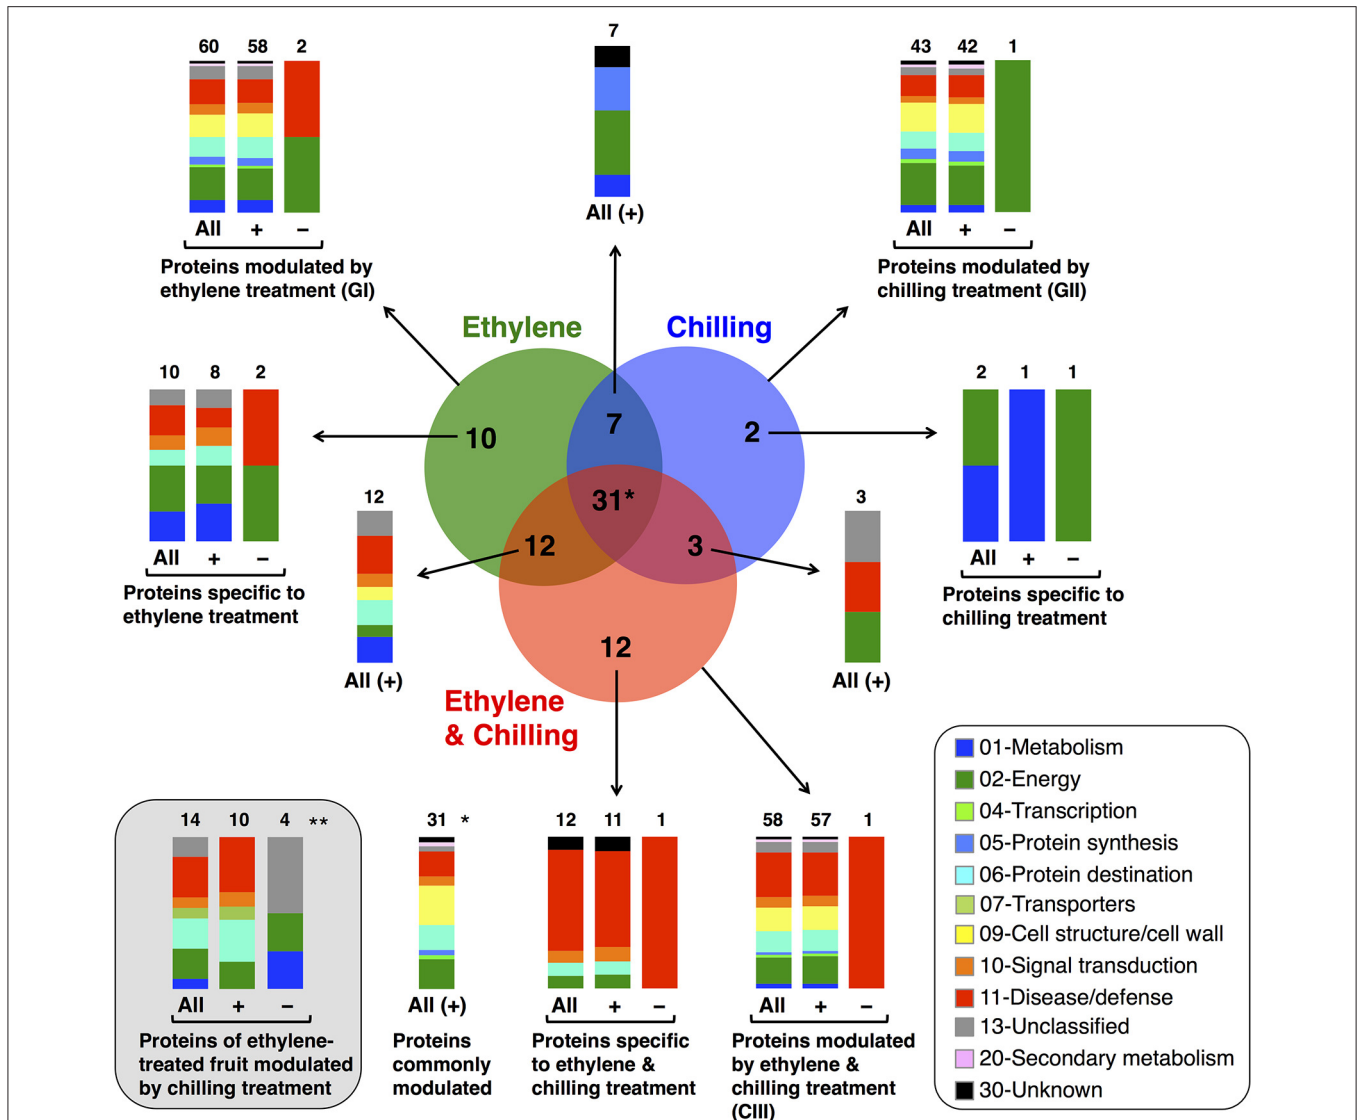 60 58 2
All + −
Proteins modulated by
ethylene treatment (GI)
7
All (+)
43 42 1
All + −
Proteins modulated by
chilling treatment (GII)
Ethylene
Chilling
10
7
2
31*
12
3
12
Ethylene
& Chilling
10 8 2
All + −
Proteins specific to
ethylene treatment
12
All (+)
3
All (+)
2 1 1
All + −
Proteins specific to
chilling treatment
14 10 4 **
All + −
Proteins of ethylene-
treated fruit modulated
by chilling treatment
31 *
All (+)
Proteins
commonly
modulated
12 11 1
All + −
Proteins specific
to ethylene &
chilling treatment
58 57 1
All + −
Proteins modulated
by ethylene &
chilling treatment
(CIII)
01-Metabolism
02-Energy
04-Transcription
05-Protein synthesis
06-Protein destination
07-Transporters
09-Cell structure/cell wall
10-Signal transduction
11-Disease/defense
13-Unclassified
20-Secondary metabolism
30-Unknown